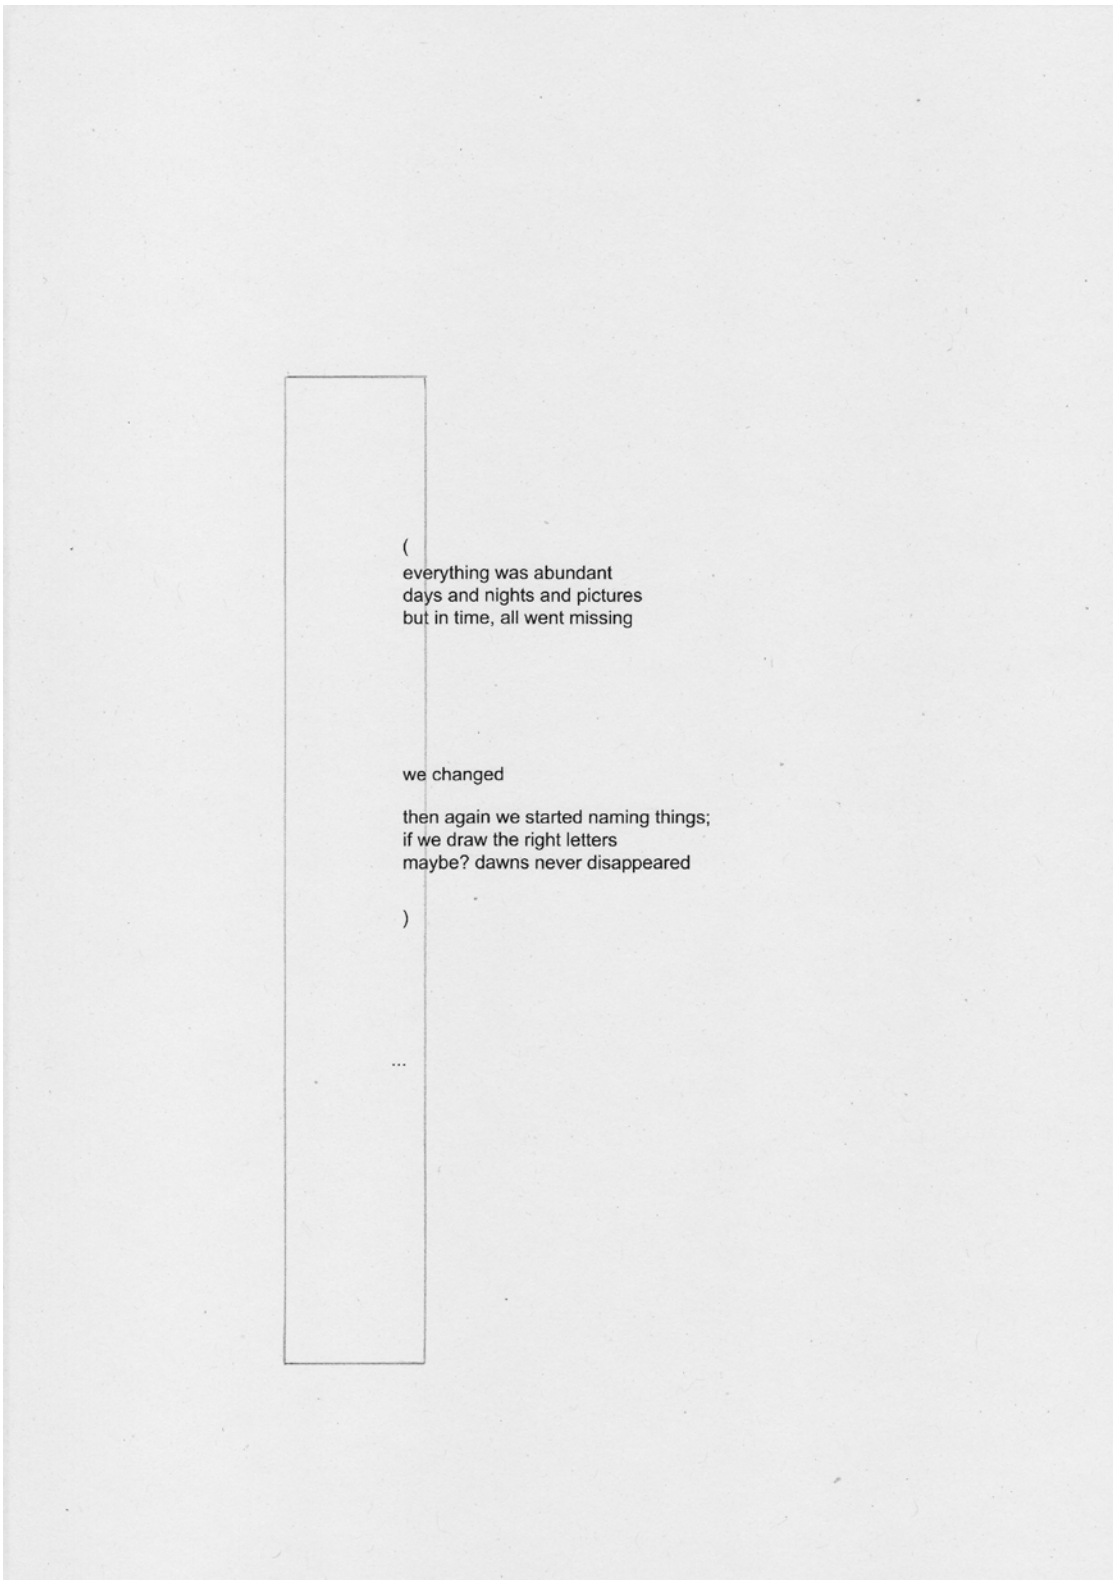 (
everything was abundant
days and nights and pictures
but in time, all went missing
we changed
then again we started naming things;
if we draw the right letters
maybe? dawns never disappeared
)
...